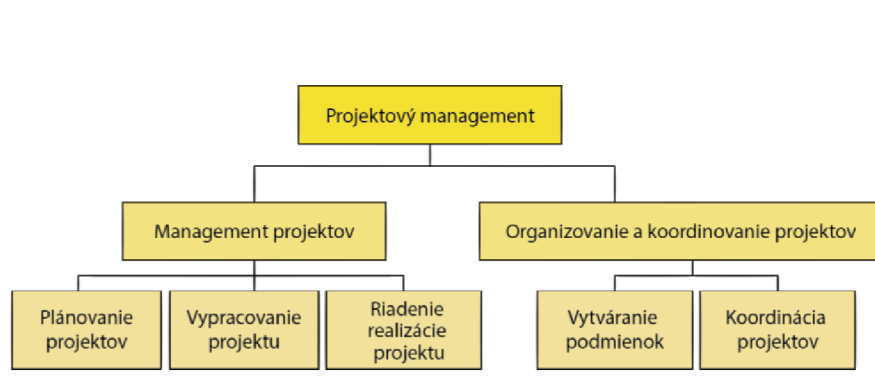 Projektový management
Management projektov
Organizovanie a koordinovanie projektov
Plánovanie
projektov
Vypracovanie
projektu
Riadenie
realizácie
projektu
Vytváranie
podmienok
Koordinácia
projektov